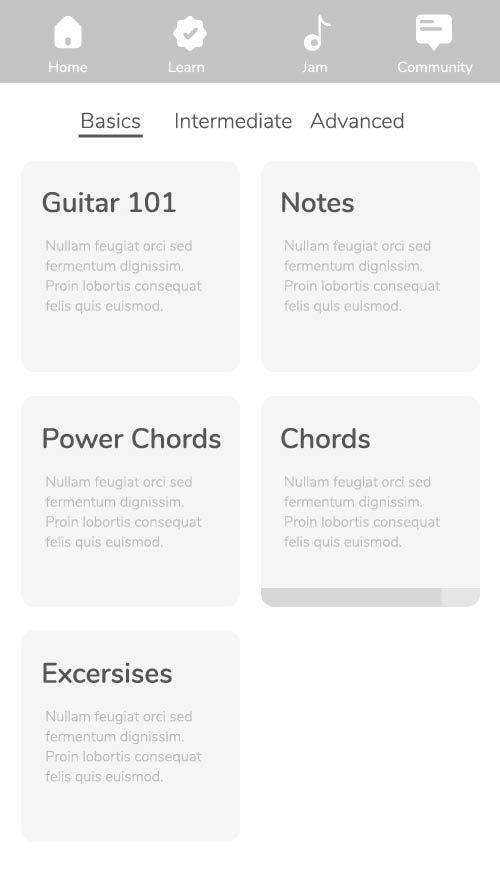 Home Learn Jam Community
Basics Intermediate Advanced
Guitar 101
Nullam feugiat orci sed
fermentum dignissim.
Proin lobortis consequat
felis quis euismod.
Notes
Nullam feugiat orci sed
fermentum dignissim.
Proin lobortis consequat
felis quis euismod.
Power Chords
Nullam feugiat orci sed
fermentum dignissim.
Proin lobortis consequat
felis quis euismod.
Chords
Nullam feugiat orci sed
fermentum dignissim.
Proin lobortis consequat
felis quis euismod.
Excersises
Nullam feugiat orci sed
fermentum dignissim.
Proin lobortis consequat
felis quis euismod.